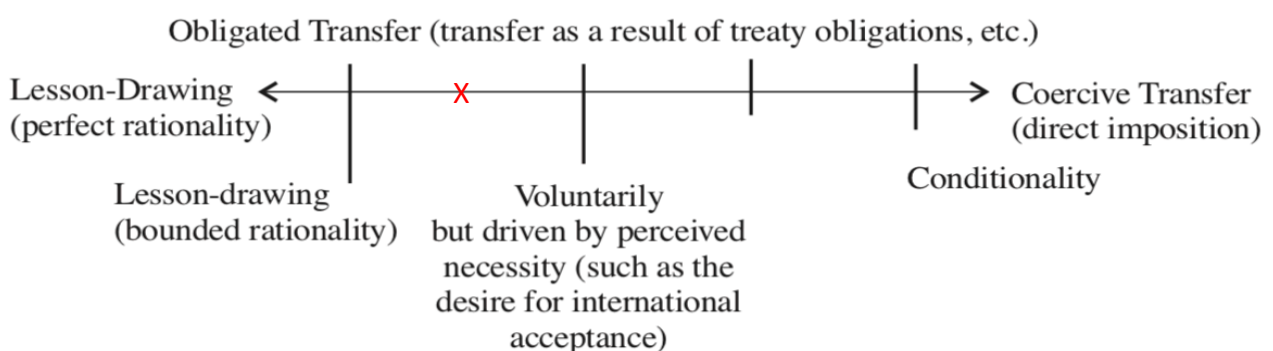 Obligated Transfer (transfer as a result of treaty obligations, etc.)
Lesson-Drawing
(perfect rationality)
X
Coercive Transfer
(direct imposition)
Lesson-drawing
(bounded rationality)
Voluntarily
but driven by perceived
necessity (such as the
desire for international
acceptance)
Conditionality